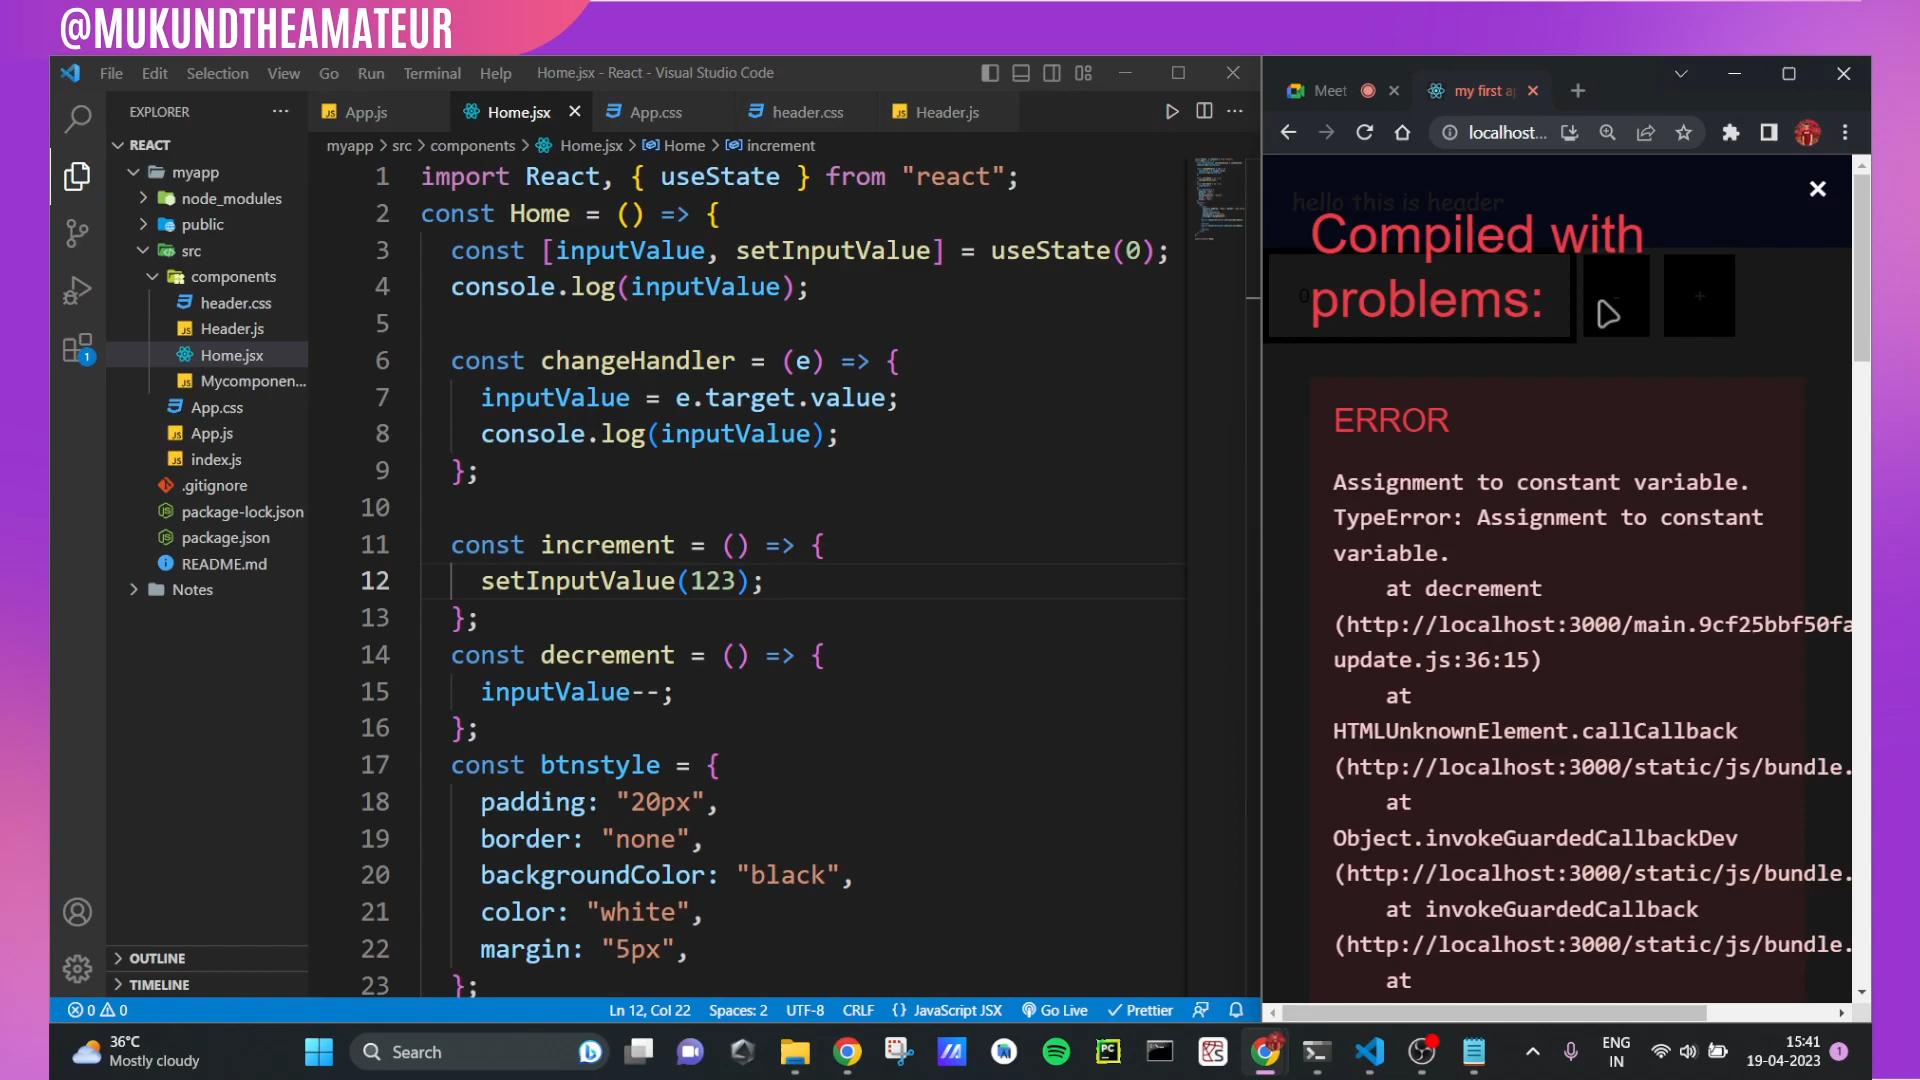 @MUKUNDTHEAMATEUR
File Edit Selection View Go Run Terminal Help Home.jsx - React - Visual Studio Code
EXPLORER
REACT
myapp
node_modules
public
src
components
header.css
Header.js
Home.jsx
Mycomponen...
App.css
App.js
index.js
.gitignore
package-lock.json
package.json
README.md
Notes
OUTLINE
TIMELINE
1
App.js Home.jsx App.css header.css Header.js
myapp > src > components > Home.jsx > Home > increment
1 import React, { useState } from "react";
2 const Home = () => {
3 const [inputValue, setInputValue] = useState(0);
4 console.log(inputValue);
5
6 const changeHandler = (e) => {
7 inputValue = e.target.value;
8 console.log(inputValue);
9 };
10
11 const increment = () => {
12 setInputValue(123);
13 };
14 const decrement = () => {
15 inputValue--;
16 };
17 const btnstyle = {
18 padding: "20px",
19 border: "none",
20 backgroundColor: "black",
21 color: "white",
22 margin: "5px",
23 };
0 0 Ln 12, Col 22 Spaces: 2 UTF-8 CRLF {} JavaScript JSX Go Live Prettier
Meet my first ap
localhost...
hello this is header
Compiled with
problems:
0 - +
ERROR
Assignment to constant variable.
TypeError: Assignment to constant
variable.
at decrement
(http://localhost:3000/main.9cf25bbf50fa
update.js:36:15)
at
HTMLUnknownElement.callCallback
(http://localhost:3000/static/js/bundle.
at
Object.invokeGuardedCallbackDev
(http://localhost:3000/static/js/bundle.
at invokeGuardedCallback
(http://localhost:3000/static/js/bundle.
at
36°C
Mostly cloudy
Search
PC
ENG
IN
15:41
19-04-2023
1